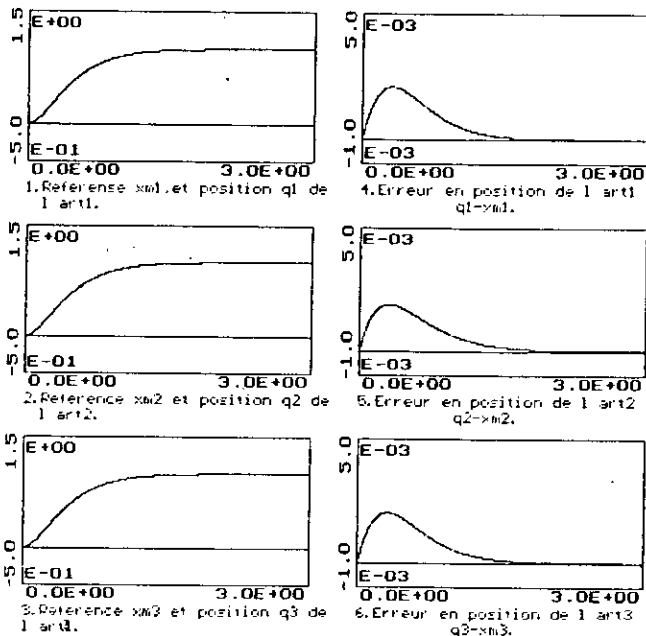 1.5
E+00
-5.0
E-01
0.0E+00 3.0E+00
1.Referense xm1.et position q1 de
l art1.
5.0
E-03
-1.0
E-03
0.0E+00 3.0E+00
4.Erreur en position de l art1
q1-xm1.
1.5
E+00
-5.0
E-01
0.0E+00 3.0E+00
2.Reference xm2 et position q2 de
l art2.
5.0
E-03
-1.0
E-03
0.0E+00 3.0E+00
5.Erreur en position de l art2
q2-xm2.
1.5
E+00
-5.0
E-01
0.0E+00 3.0E+00
3.Reference xm3 et position q3 de
l
5.0
E-03
-1.0
E-03
0.0E+00 3.0E+00
6.Erreur en position de l art3
q3-xm3.